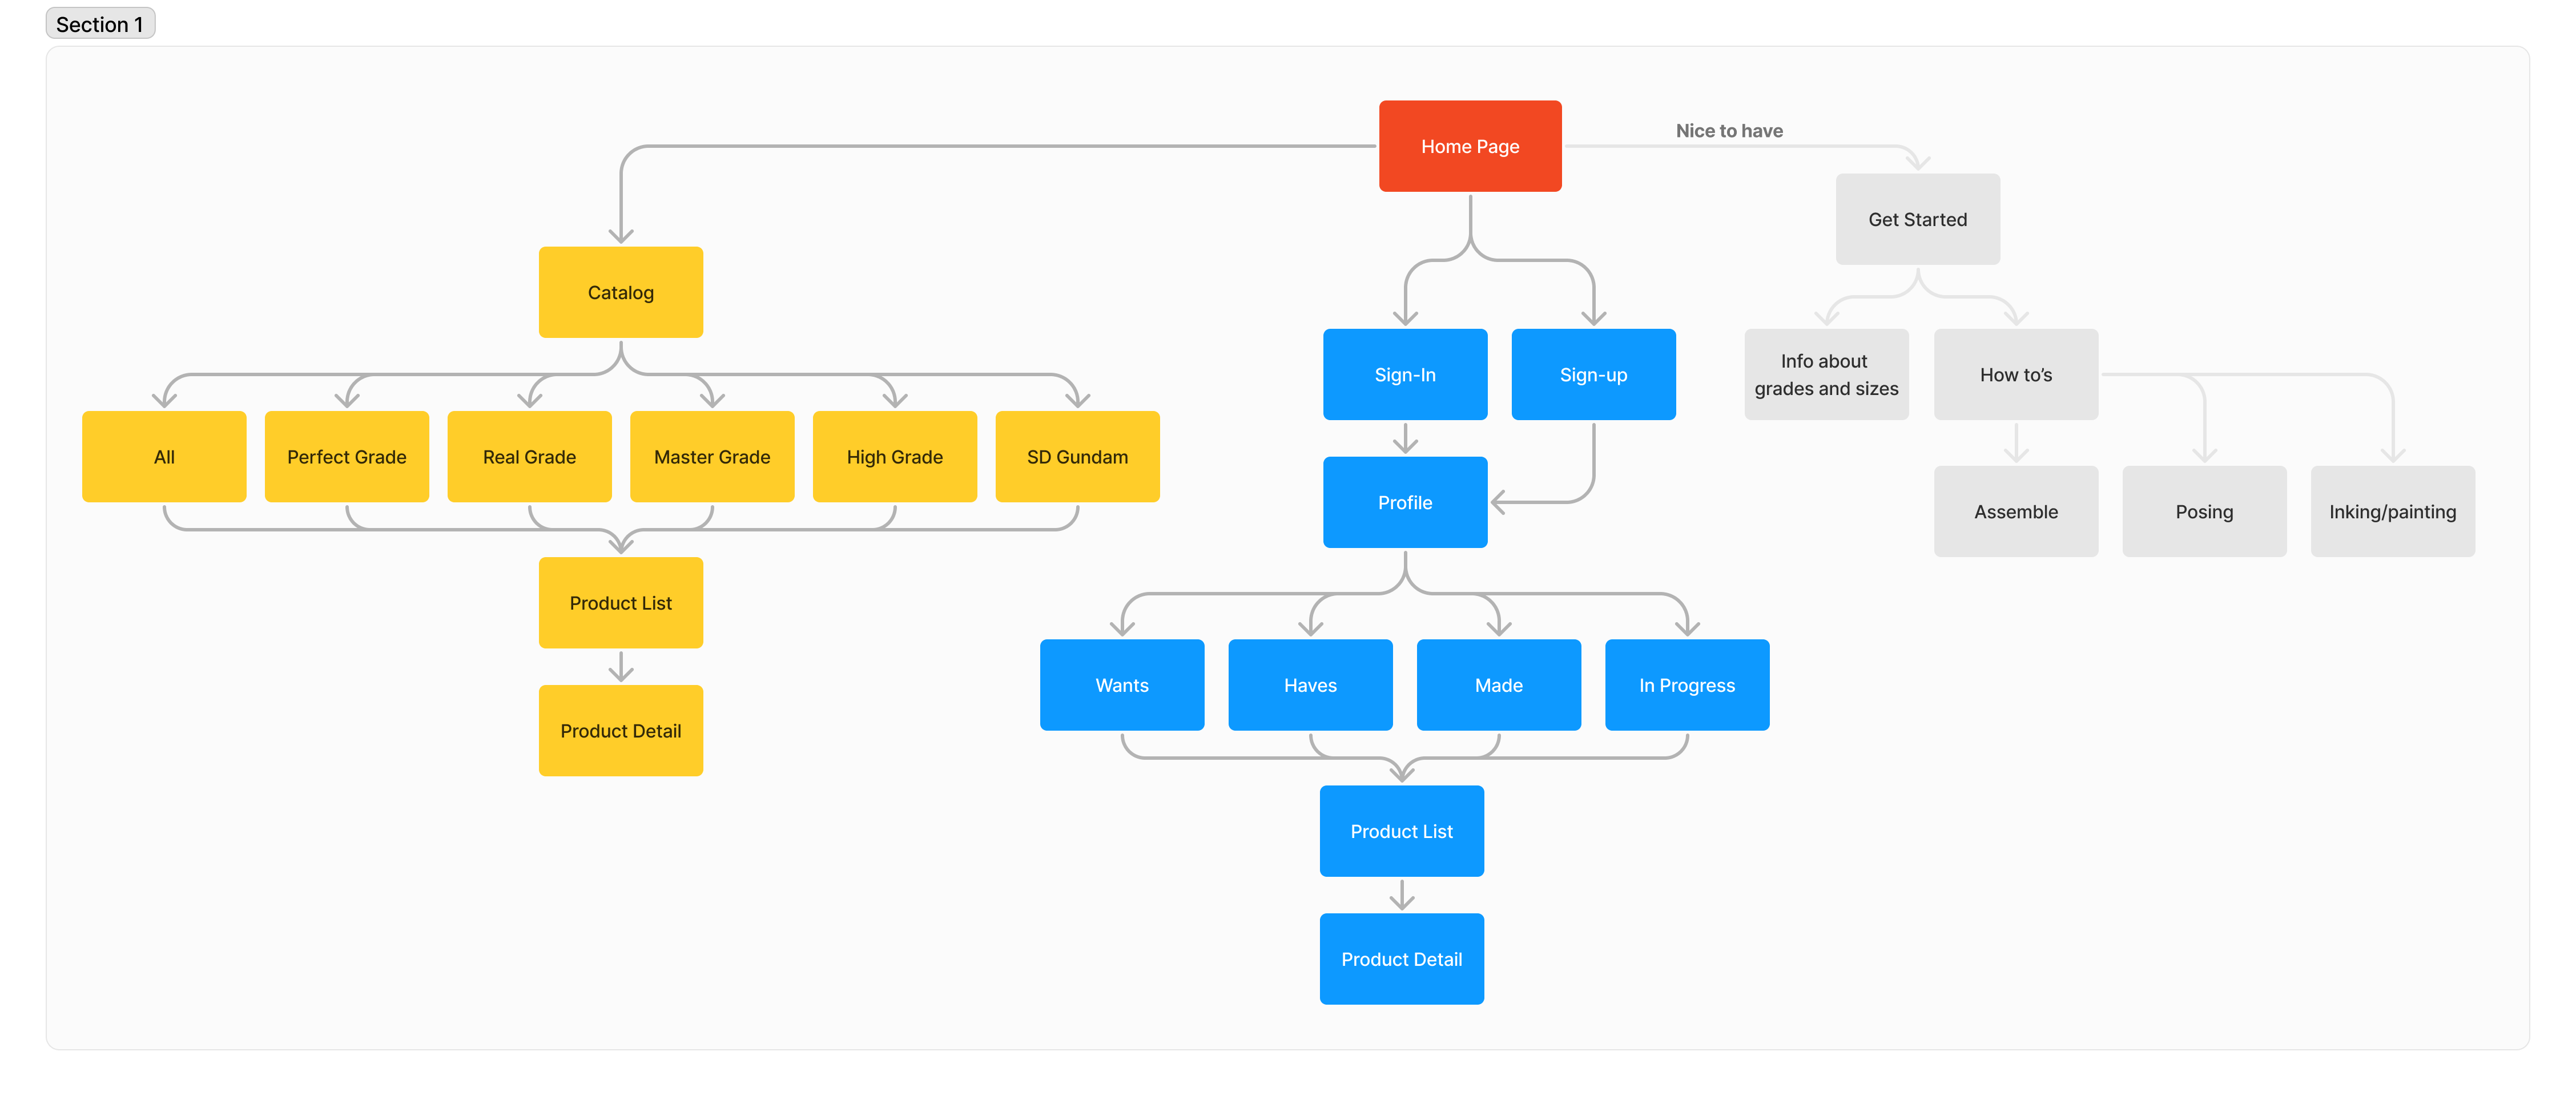 Section 1
Home Page
Nice to have
Get Started
Catalog
Sign-In
Sign-up
Info about
grades and sizes
How to’s
All
Perfect Grade
Real Grade
Master Grade
High Grade
SD Gundam
Profile
Assemble
Posing
Inking/painting
Product List
Product Detail
Wants
Haves
Made
In Progress
Product List
Product Detail